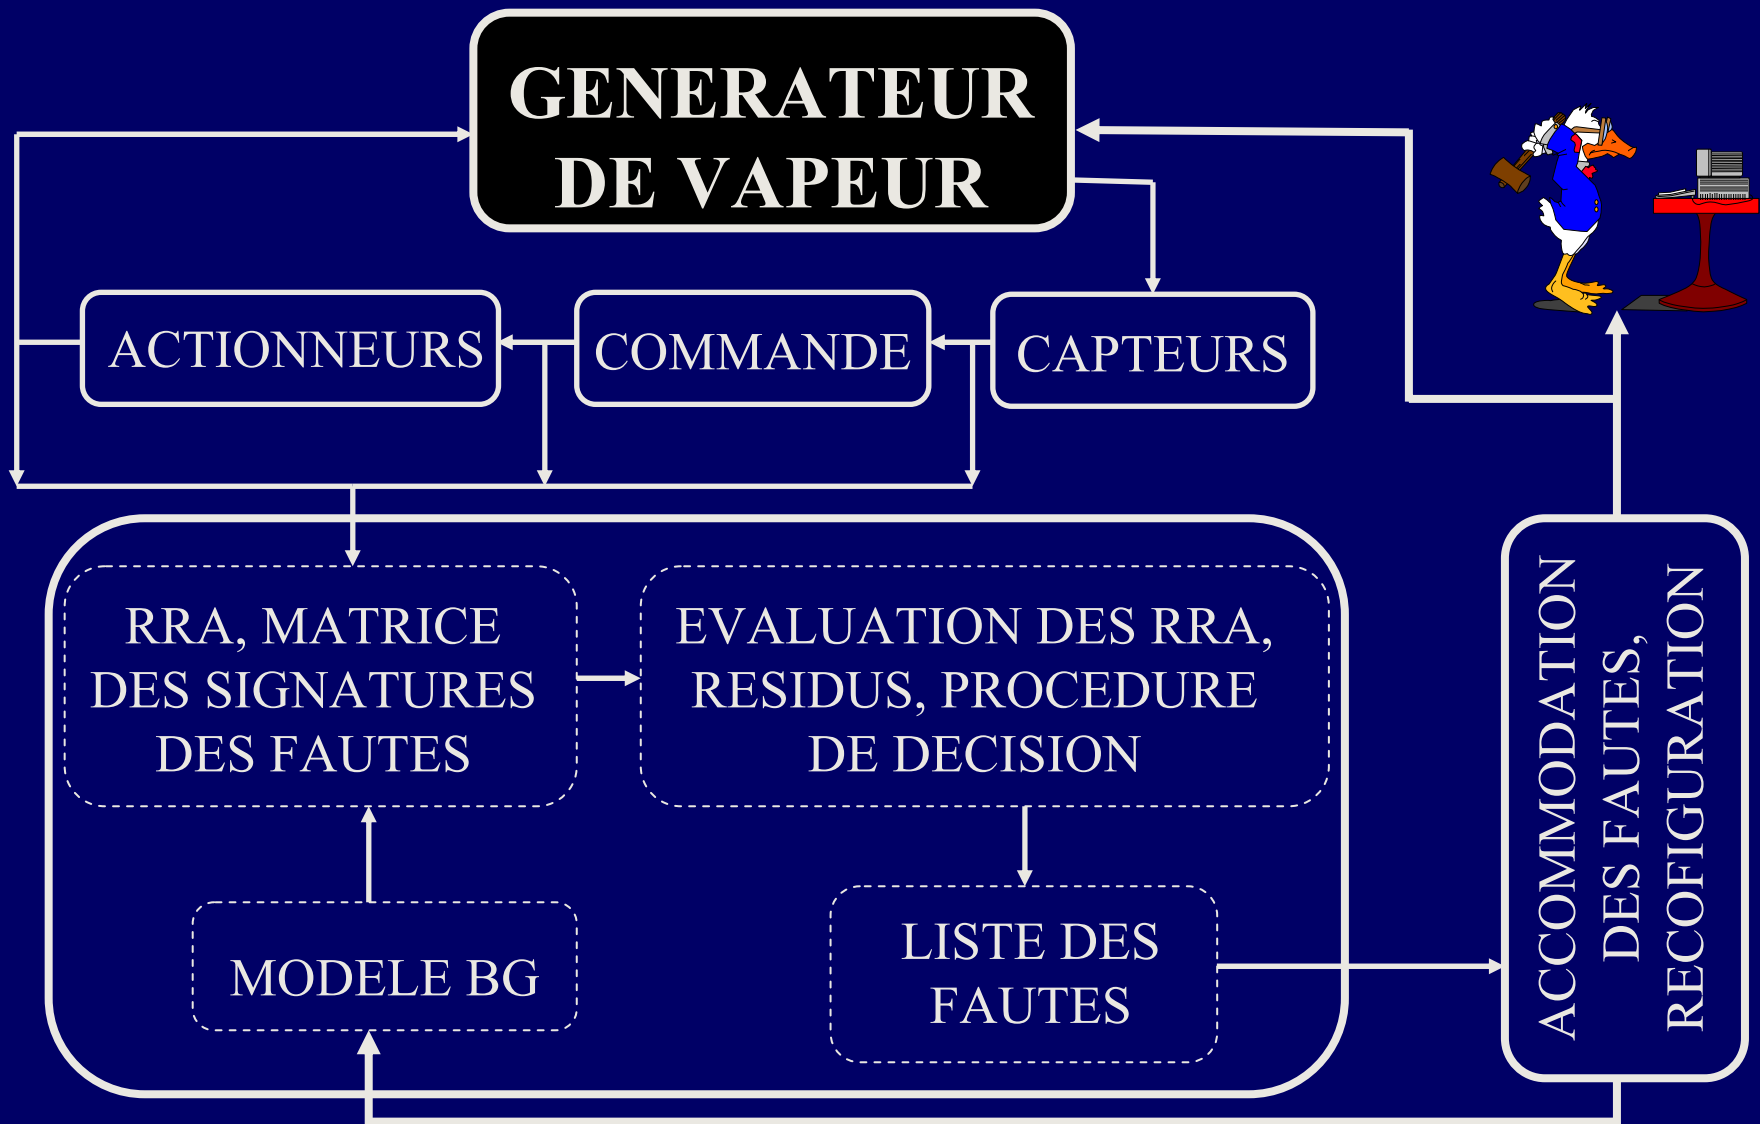 GENERATEUR
DE VAPEUR
ACTIONNEURS
COMMANDE
CAPTEURS
RRA, MATRICE
DES SIGNATURES
DES FAUTES
EVALUATION DES RRA,
RESIDUS, PROCEDURE
DE DECISION
MODELE BG
LISTE DES
FAUTES
ACCOMMODATION
DES FAUTES,
RECOFIGURATION